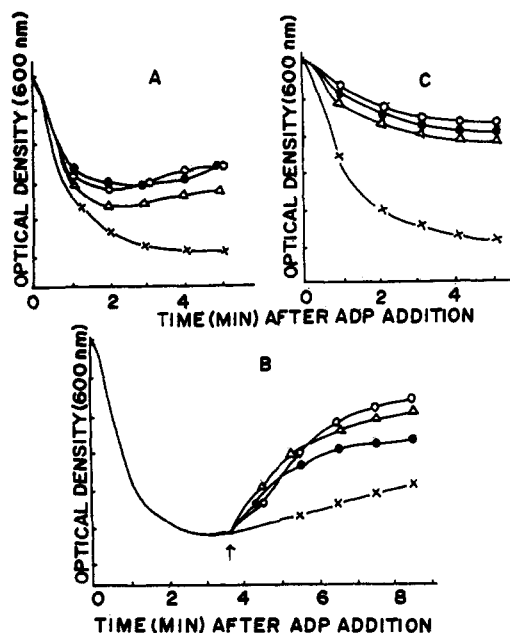 A
C
OPTICAL DENSITY (600 nm)
OPTICAL DENSITY (600 nm)
0 2 4
0 2 4
TIME (MIN) AFTER ADP ADDITION
B
OPTICAL DENSITY (600 nm)
↑
0 2 4 6 8
TIME (MIN) AFTER ADP ADDITION